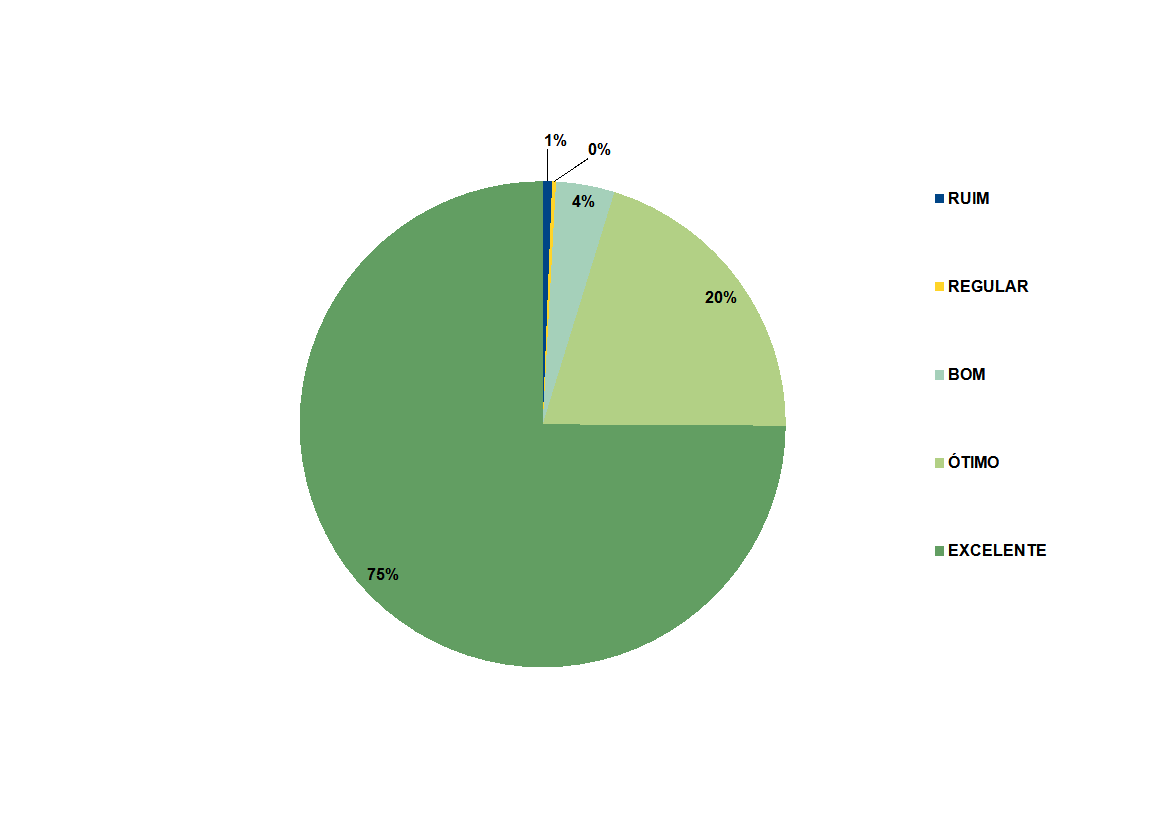 1%
0%
4%
20%
75%
RUIM
REGULAR
BOM
ÓTIMO
EXCELENTE